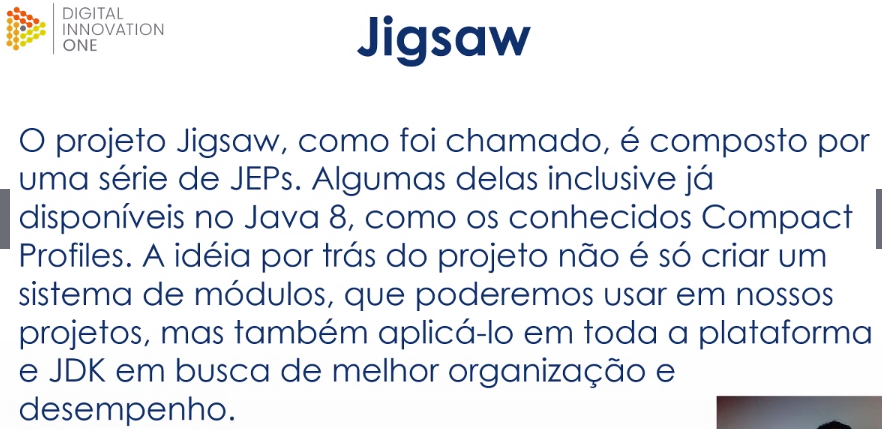 DIGITAL
INNOVATION
ONE
Jigsaw
O projeto Jigsaw, como foi chamado, é composto por
uma série de JEPs. Algumas delas inclusive já
disponíveis no Java 8, como os conhecidos Compact
Profiles. A idéia por trás do projeto não é só criar um
sistema de módulos, que poderemos usar em nossos
projetos, mas também aplicá-lo em toda a plataforma
e JDK em busca de melhor organização e
desempenho.